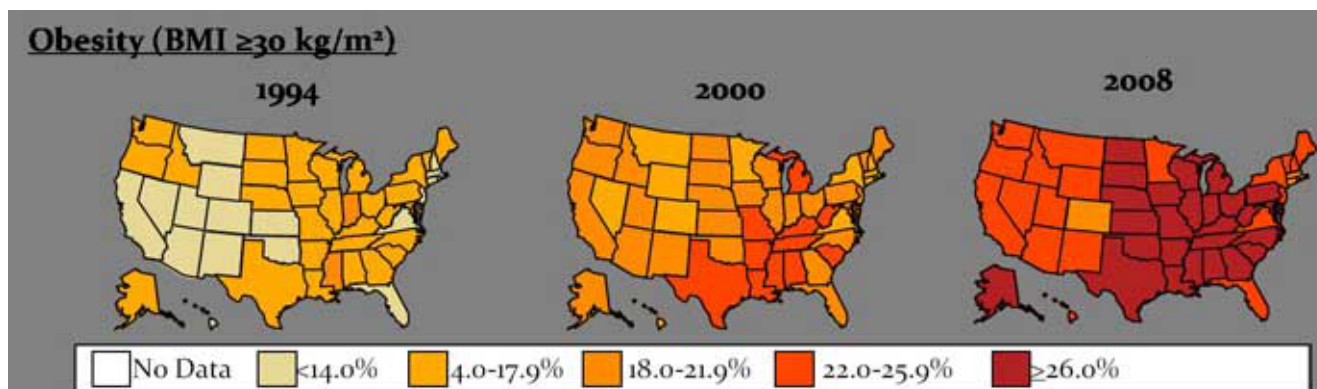 Obesity (BMI ≥30 kg/m²)
1994 2000 2008
No Data <14.0% 4.0-17.9% 18.0-21.9% 22.0-25.9% ≥26.0%